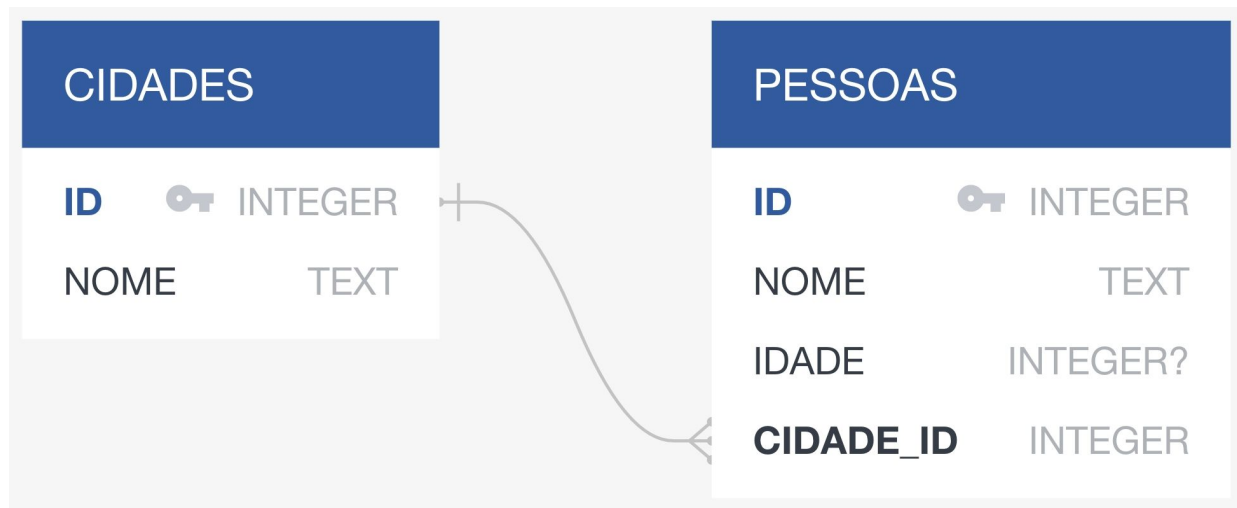 CIDADES
ID INTEGER
NOME TEXT
PESSOAS
ID INTEGER
NOME TEXT
IDADE INTEGER?
CIDADE_ID INTEGER